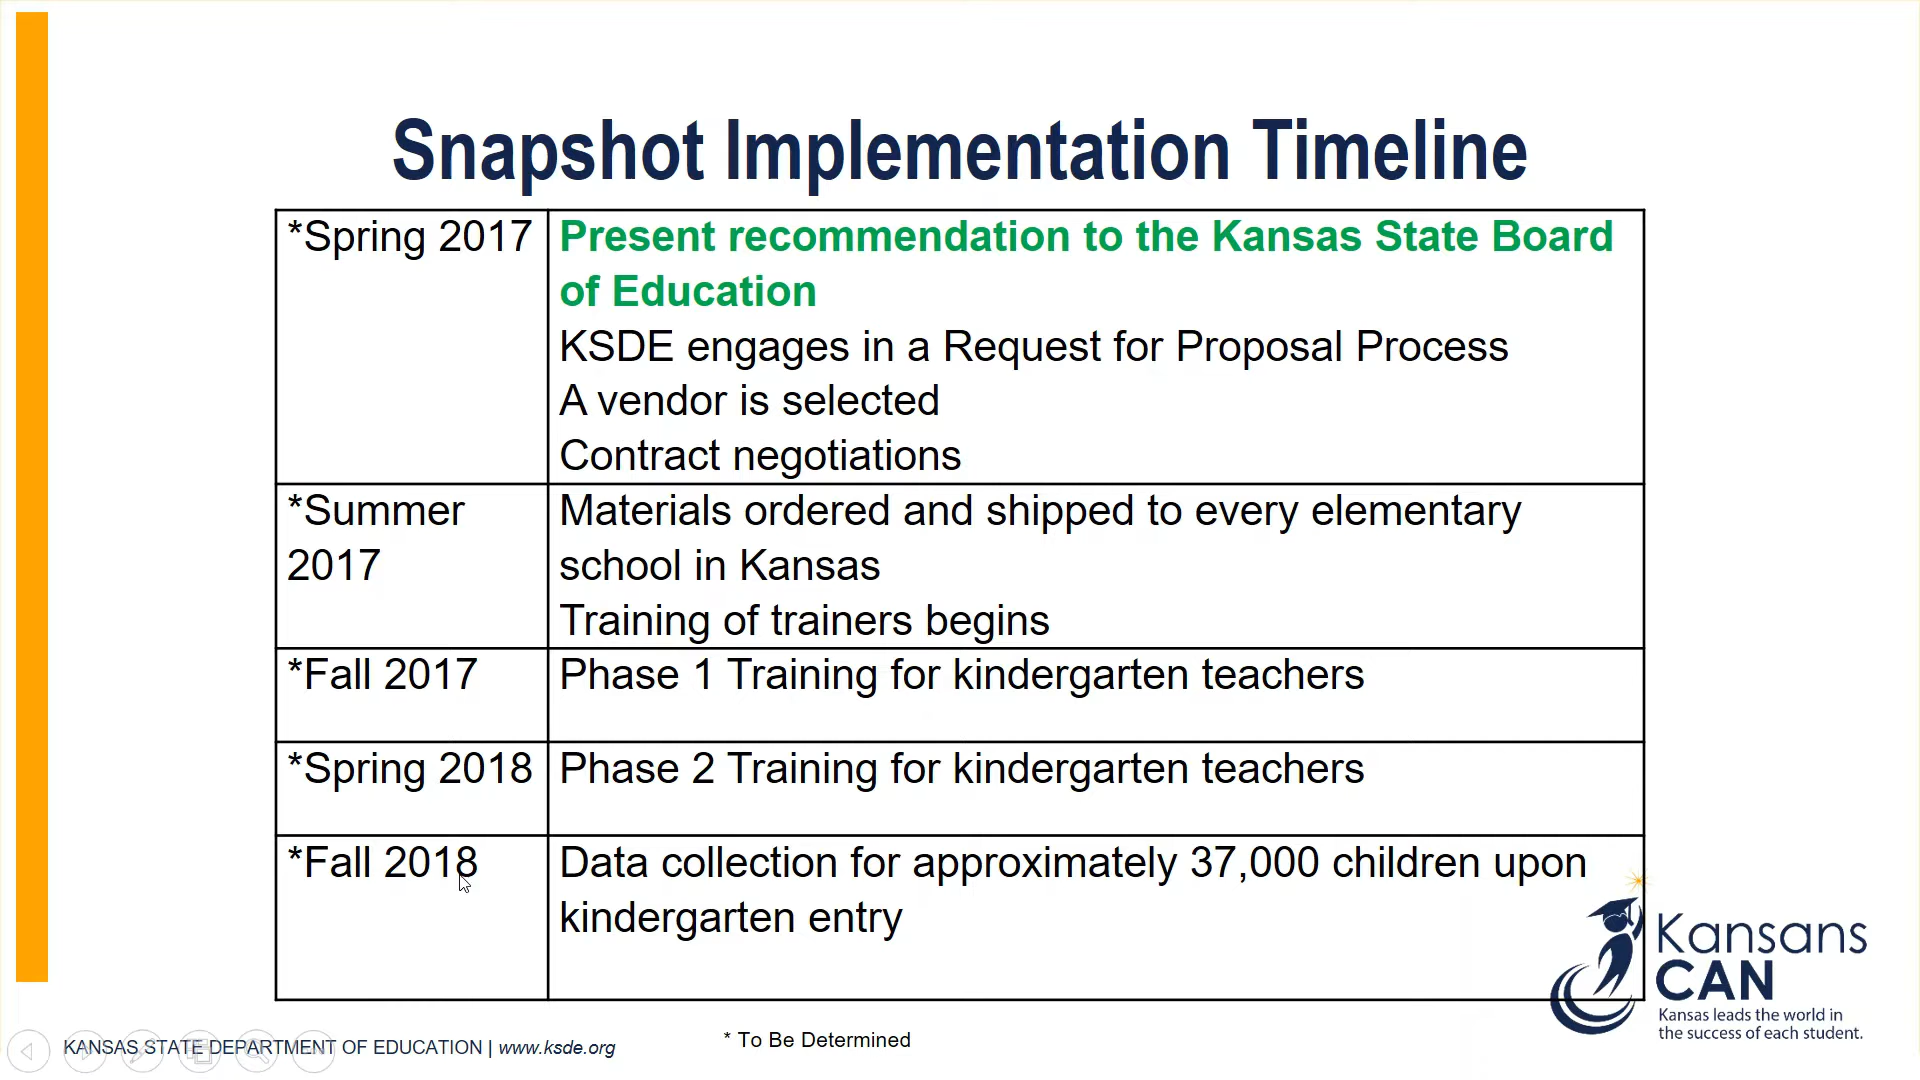 Snapshot Implementation Timeline
*Spring 2017
Present recommendation to the Kansas State Board
of Education
KSDE engages in a Request for Proposal Process
A vendor is selected
Contract negotiations
*Summer
2017
Materials ordered and shipped to every elementary
school in Kansas
Training of trainers begins
*Fall 2017
Phase 1 Training for kindergarten teachers
*Spring 2018
Phase 2 Training for kindergarten teachers
*Fall 2018
Data collection for approximately 37,000 children upon
kindergarten entry
Kansans
CAN
Kansas leads the world in
the success of each student.
* To Be Determined
KANSAS STATE DEPARTMENT OF EDUCATION | www.ksde.org